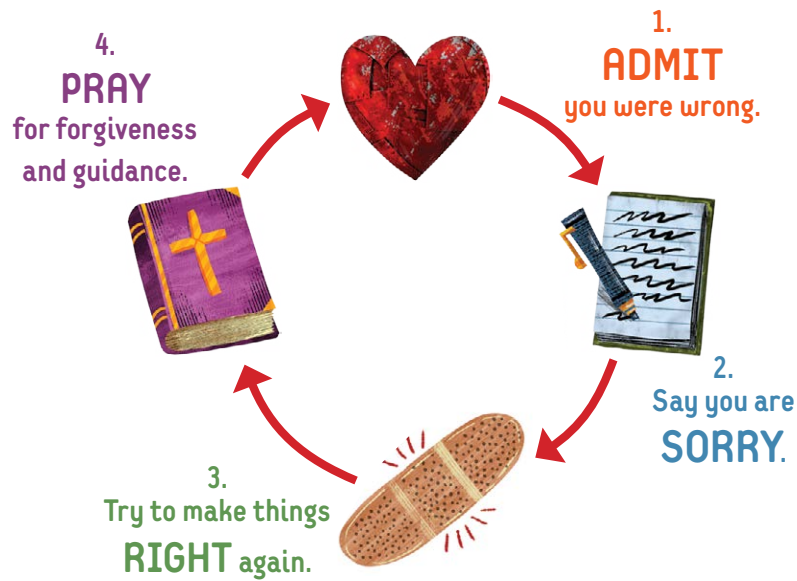 1.
ADMIT
you were wrong.
2.
Say you are
SORRY.
3.
Try to make things
RIGHT again.
4.
PRAY
for forgiveness
and guidance.